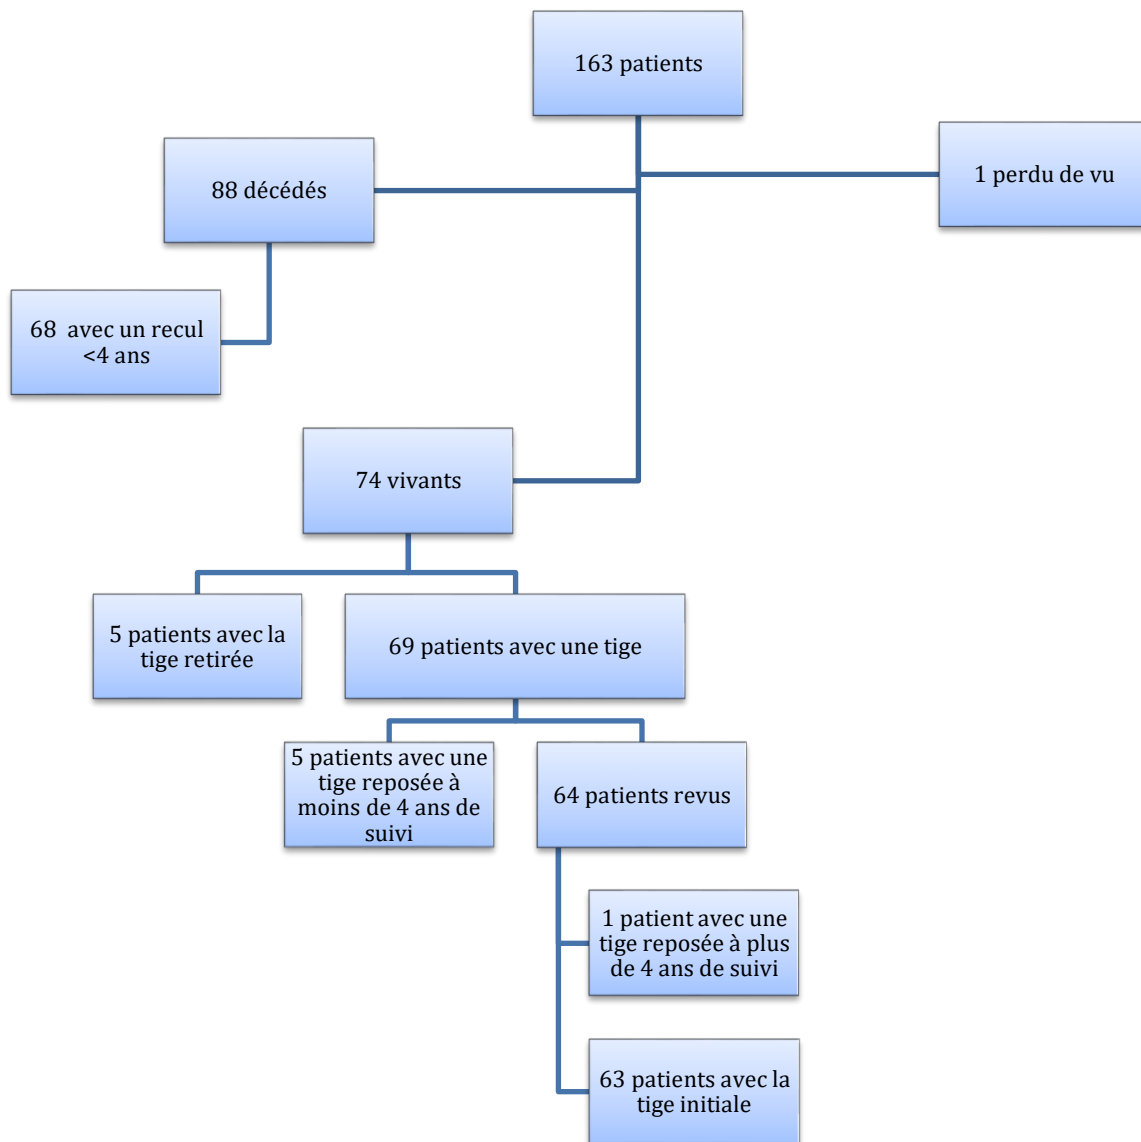 163 patients
88 décédés
1 perdu de vu
68 avec un recul
<4 ans
74 vivants
5 patients avec la
tige retirée
69 patients avec une tige
5 patients avec une
tige reposée à
moins de 4 ans de
suivi
64 patients revus
1 patient avec une
tige reposée à plus
de 4 ans de suivi
63 patients avec la
tige initiale